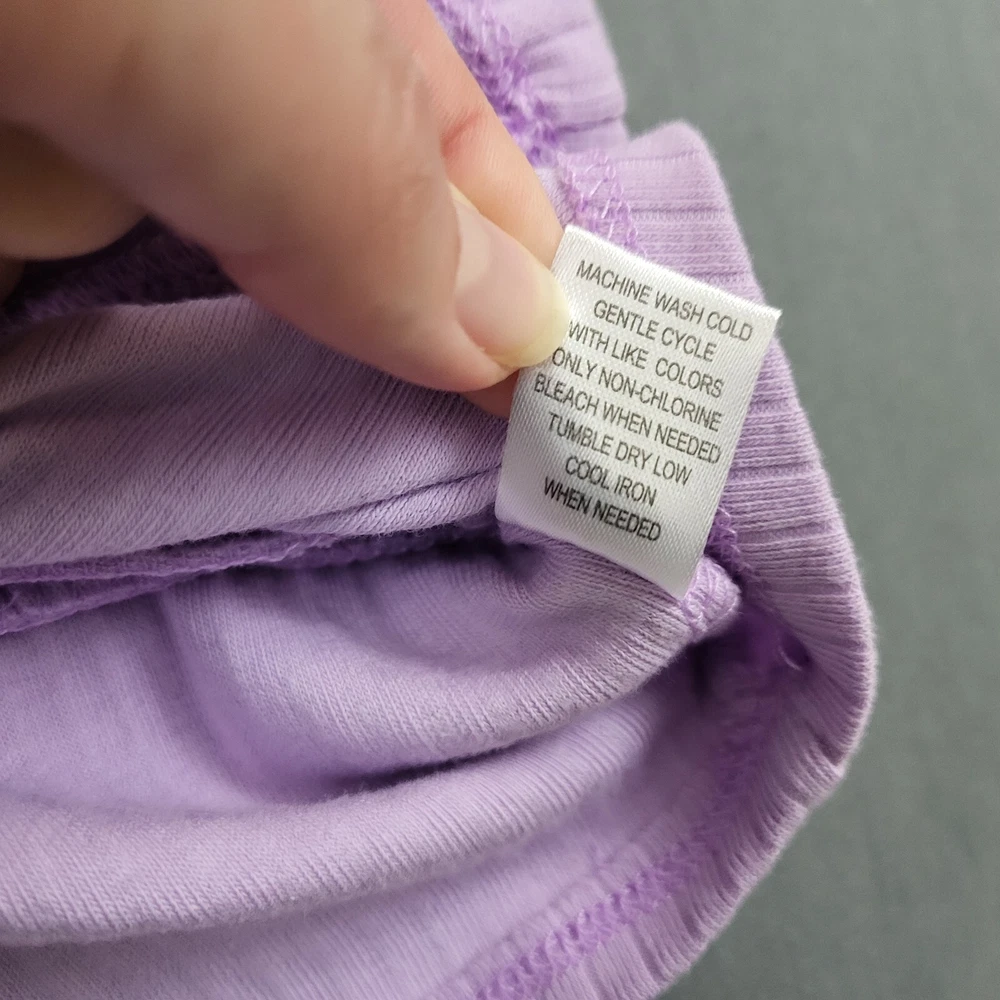 MACHINE WASH COLD
GENTLE CYCLE
WITH LIKE COLORS
ONLY NON-CHLORINE
BLEACH WHEN NEEDED
TUMBLE DRY LOW
COOL IRON
WHEN NEEDED